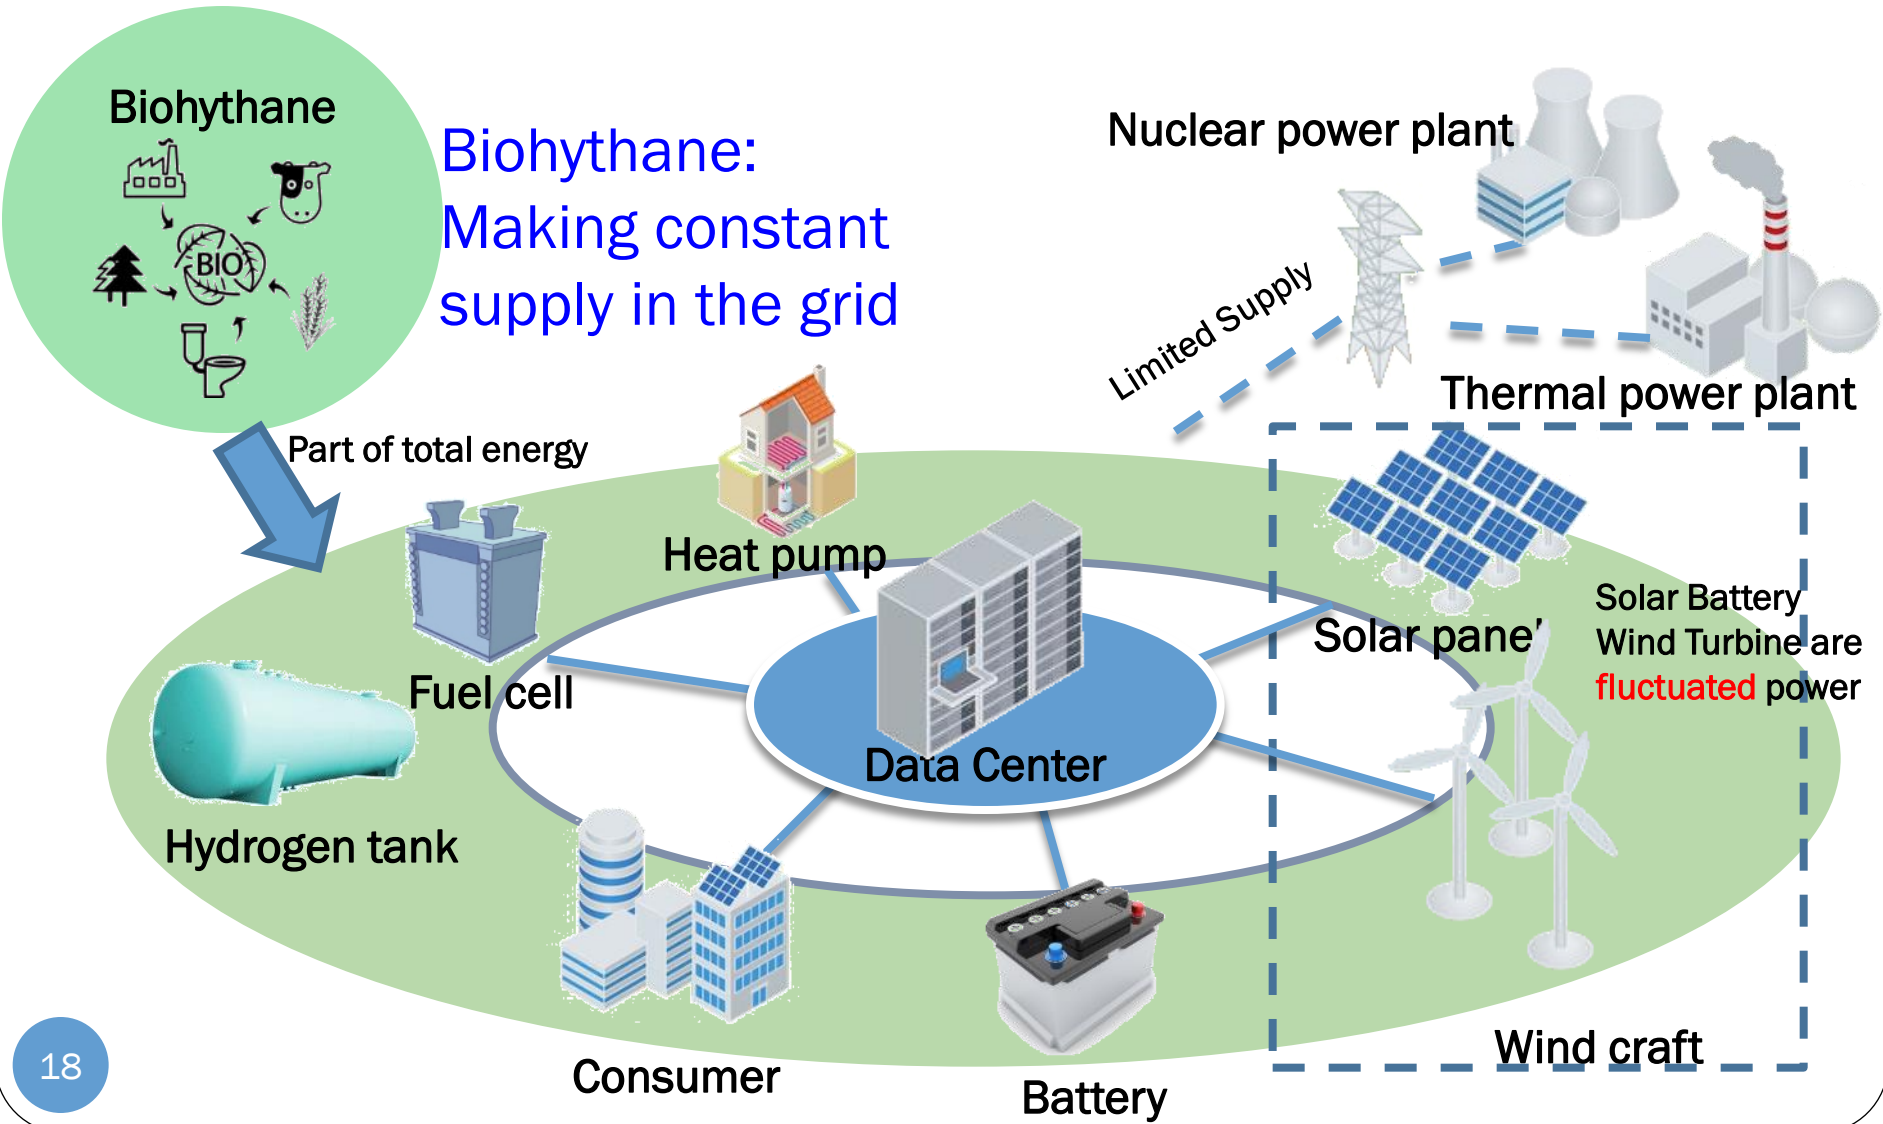 Biohythane
BIO
Biohythane:
Making constant
supply in the grid
Nuclear power plant
Limited Supply
Thermal power plant
Part of total energy
Heat pump
Solar panel
Solar Battery
Wind Turbine are
fluctuated power
Fuel cell
Data Center
Hydrogen tank
Consumer
Battery
Wind craft
18